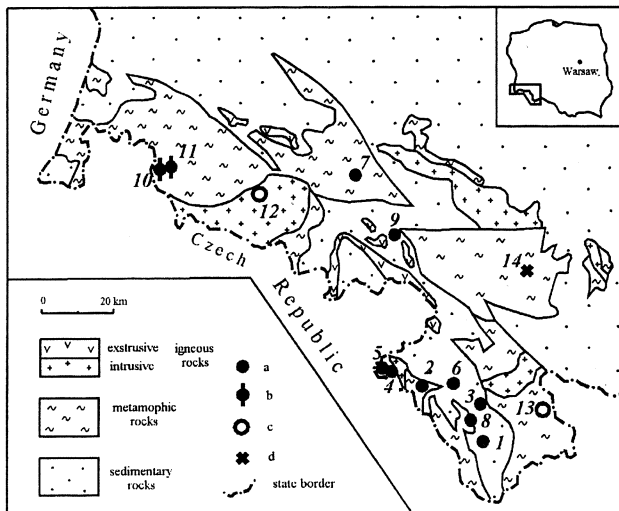 Germany
Warsaw
11
10
7
12
Czech
9
Republic
14
5
4
2
6
3
8
13
1
0 20 km
exstrusive igneous
intrusive rocks
metamophic
rocks
sedimentary
rocks
a
b
c
d
state border